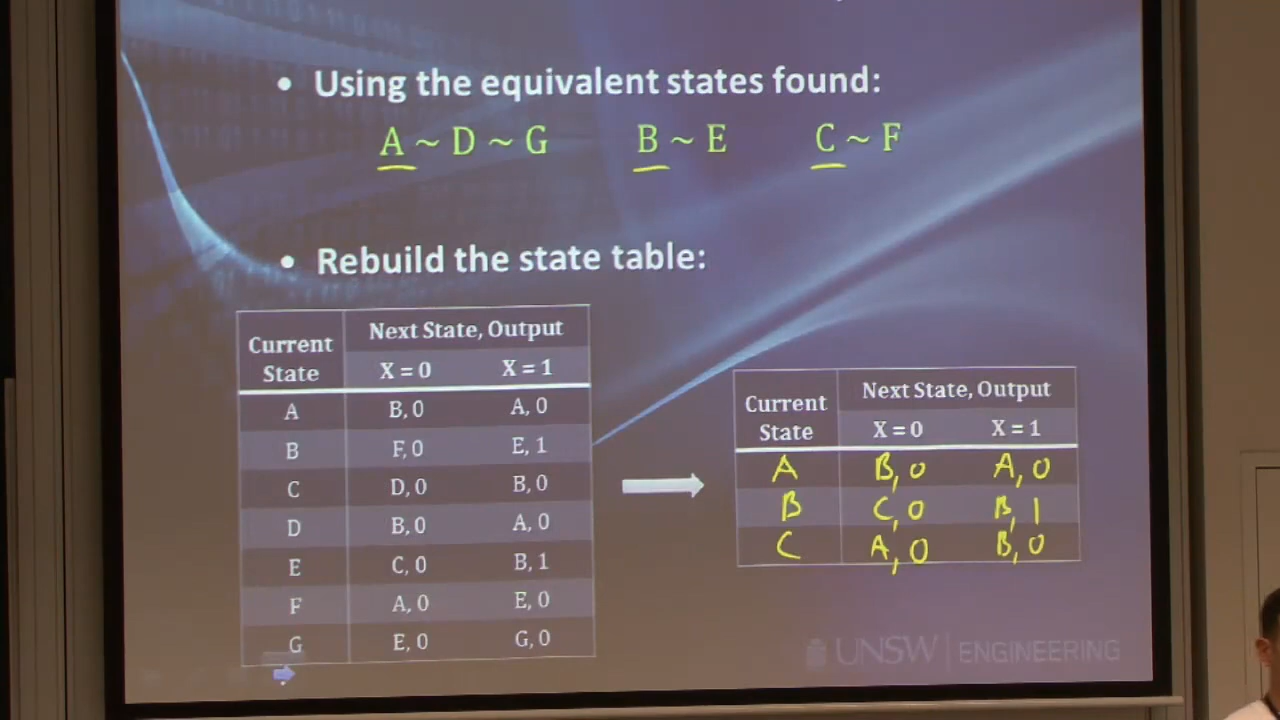 • Using the equivalent states found:
A ~ D ~ G B ~ E C ~ F
• Rebuild the state table:
Current State Next State, Output
X = 0 X = 1
A B, 0 A, 0
B F, 0 E, 1
C D, 0 B, 0
D B, 0 A, 0
E C, 0 B, 1
F A, 0 E, 0
G E, 0 G, 0
Current State Next State, Output
X = 0 X = 1
A B, 0 A, 0
B C, 0 B, 1
C A, 0 B, 0
UNSW ENGINEERING